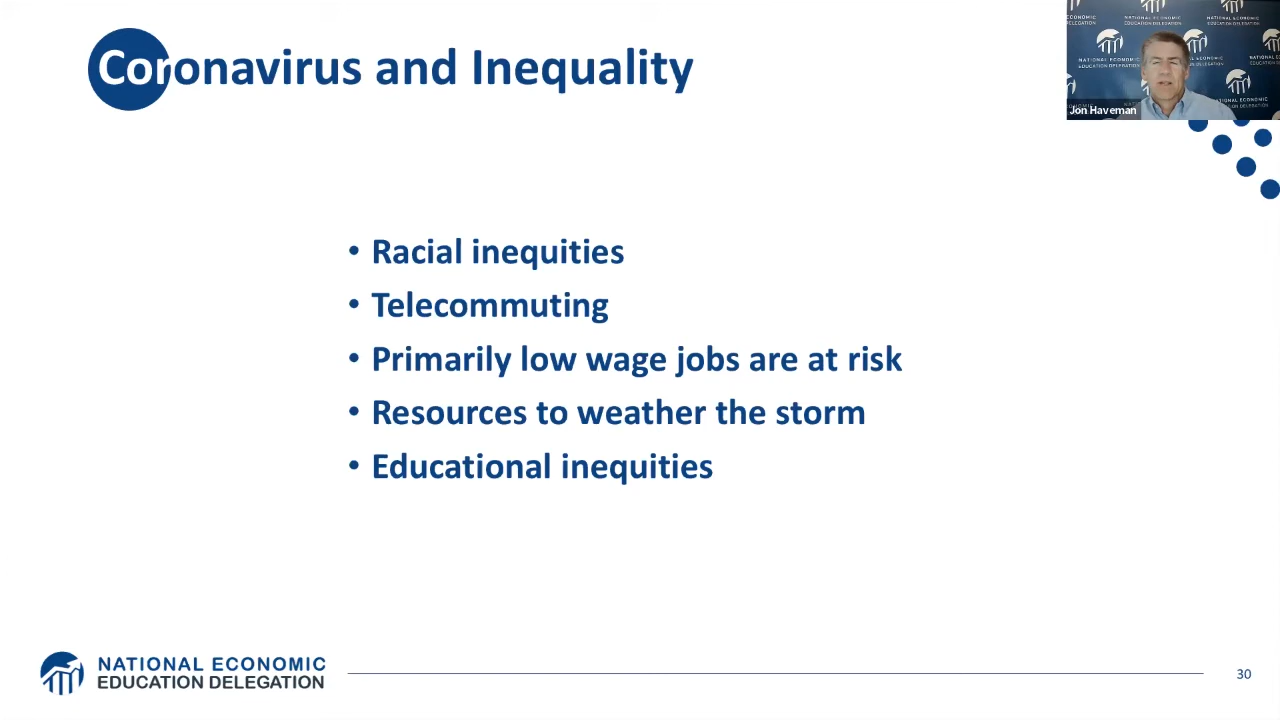 Coronavirus and Inequality
Jon Haveman
• Racial inequities
• Telecommuting
• Primarily low wage jobs are at risk
• Resources to weather the storm
• Educational inequities
NATIONAL ECONOMIC
EDUCATION DELEGATION
30